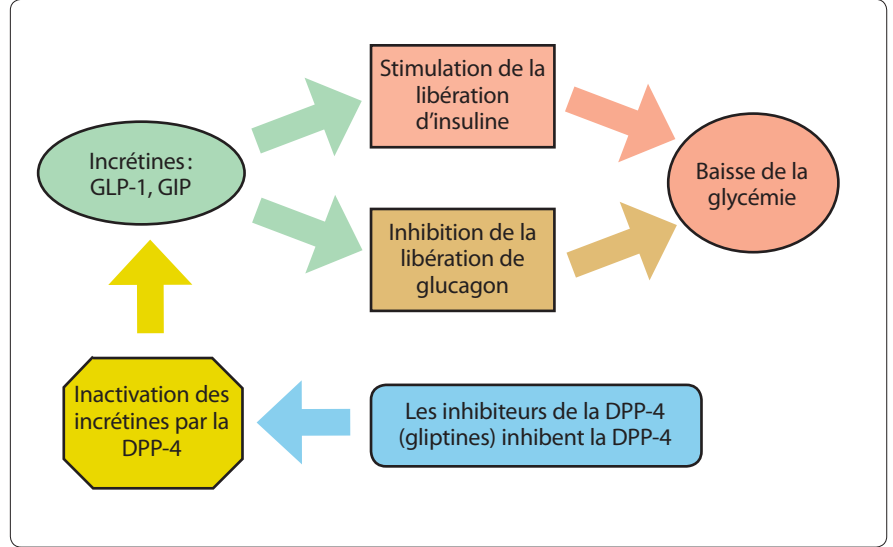 Stimulation de la
libération
d’insuline
Incrétines :
GLP-1, GIP
Baisse de la
glycémie
Inhibition de la
libération de
glucagon
Inactivation des
incrétines par la
DPP-4
Les inhibiteurs de la DPP-4
(gliptines) inhibent la DPP-4